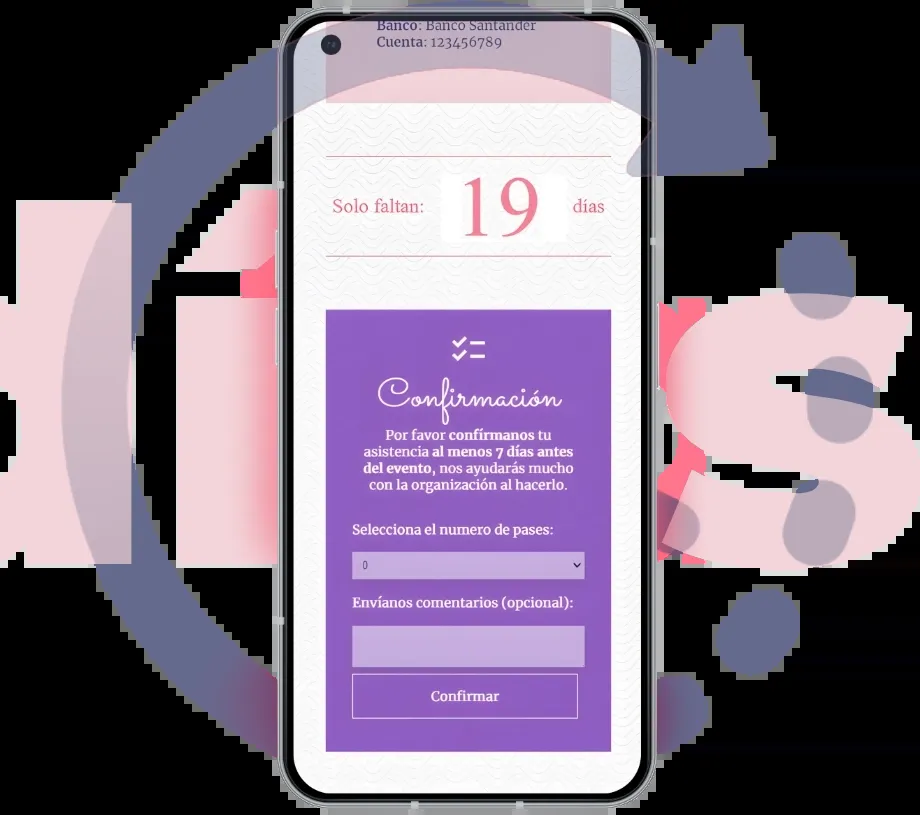 Banco: Banco Santander
Cuenta: 123456789
Solo faltan: 19 días
Confirmación
Por favor confírmanos tu
asistencia al menos 7 días antes
del evento, nos ayudarás mucho
con la organización al hacerlo.
Selecciona el numero de pases:
0
Envíanos comentarios (opcional):
Confirmar